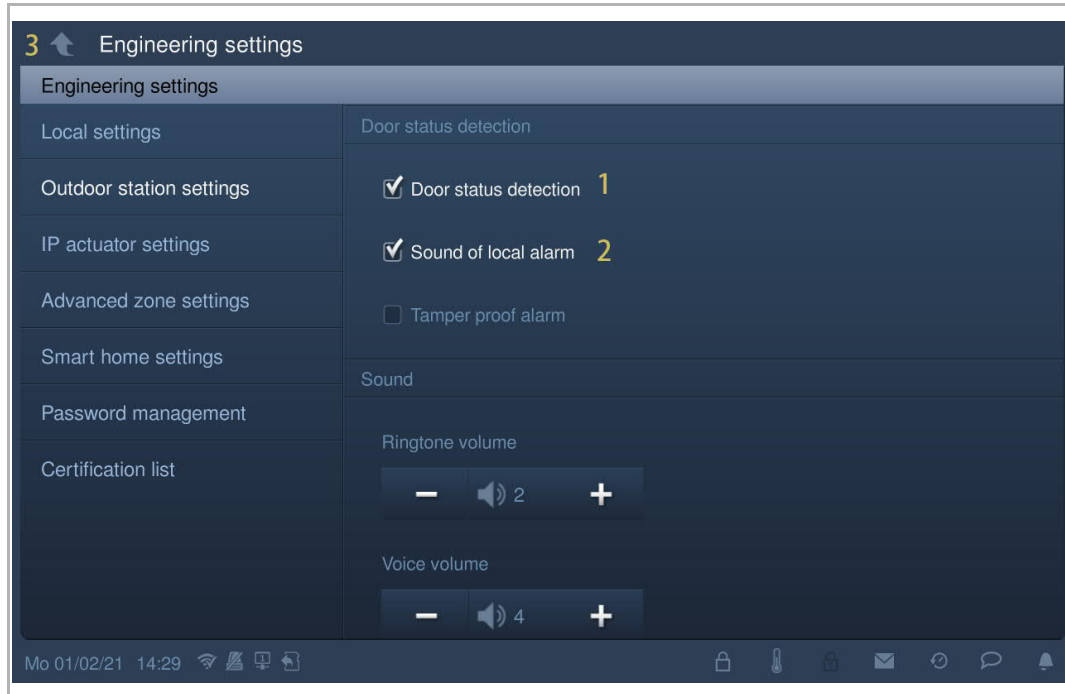 3 Engineering settings
Engineering settings
Local settings
Outdoor station settings
IP actuator settings
Advanced zone settings
Smart home settings
Password management
Certification list
Door status detection
Door status detection 1
Sound of local alarm 2
Tamper proof alarm
Sound
Ringtone volume
− 2 +
Voice volume
− 4 +
Mo 01/02/21 14:29